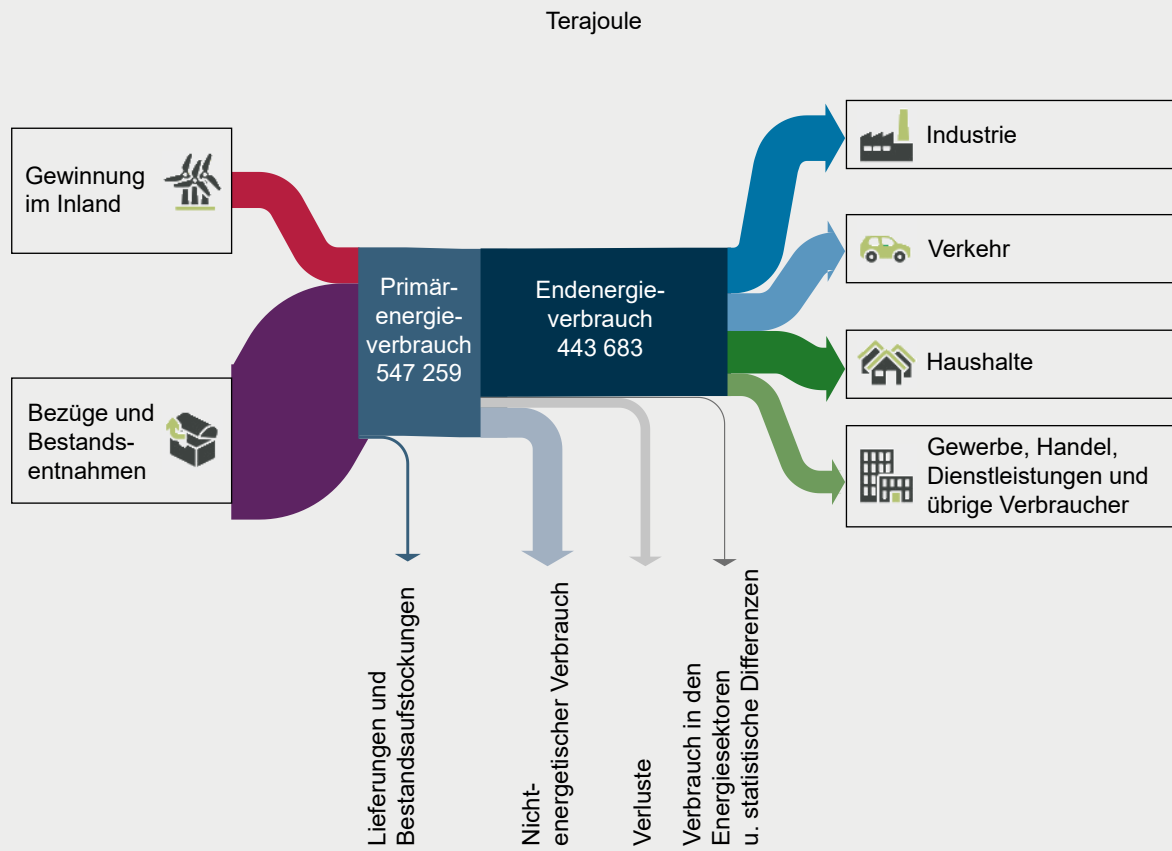 Terajoule
Gewinnung
im Inland
Bezüge und
Bestands-
entnahmen
Primär-
energie-
verbrauch
547 259
Endenergie-
verbrauch
443 683
Industrie
Verkehr
Haushalte
Gewerbe, Handel,
Dienstleistungen und
übrige Verbraucher
Lieferungen und
Bestandsaufstockungen
Nicht-
energetischer Verbrauch
Verluste
Verbrauch in den
Energiesektoren
u. statistische Differenzen